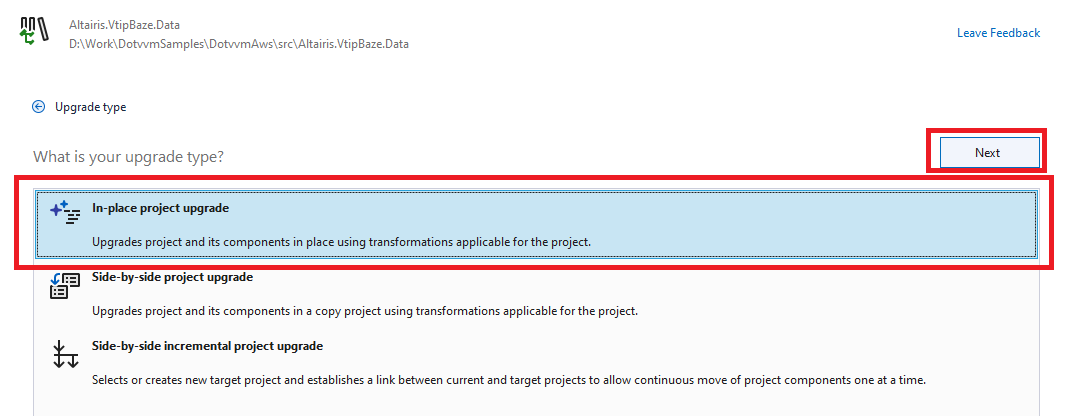 Altairis.VtipBaze.Data
D:\Work\DotvvmSamples\DotvvmAws\src\Altairis.VtipBaze.Data
Leave Feedback
Upgrade type
What is your upgrade type?
Next
In-place project upgrade
Upgrades project and its components in place using transformations applicable for the project.
Side-by-side project upgrade
Upgrades project and its components in a copy project using transformations applicable for the project.
Side-by-side incremental project upgrade
Selects or creates new target project and establishes a link between current and target projects to allow continuous move of project components one at a time.